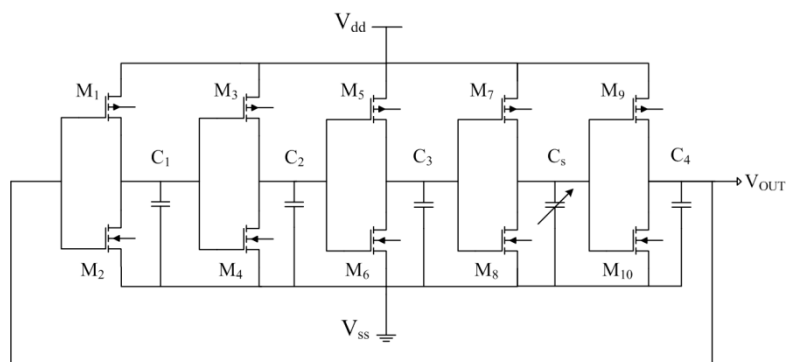 V_dd
M_1 M_3 M_5 M_7 M_9
C_1 C_2 C_3 C_s C_4
V_OUT
M_2 M_4 M_6 M_8 M_10
V_ss